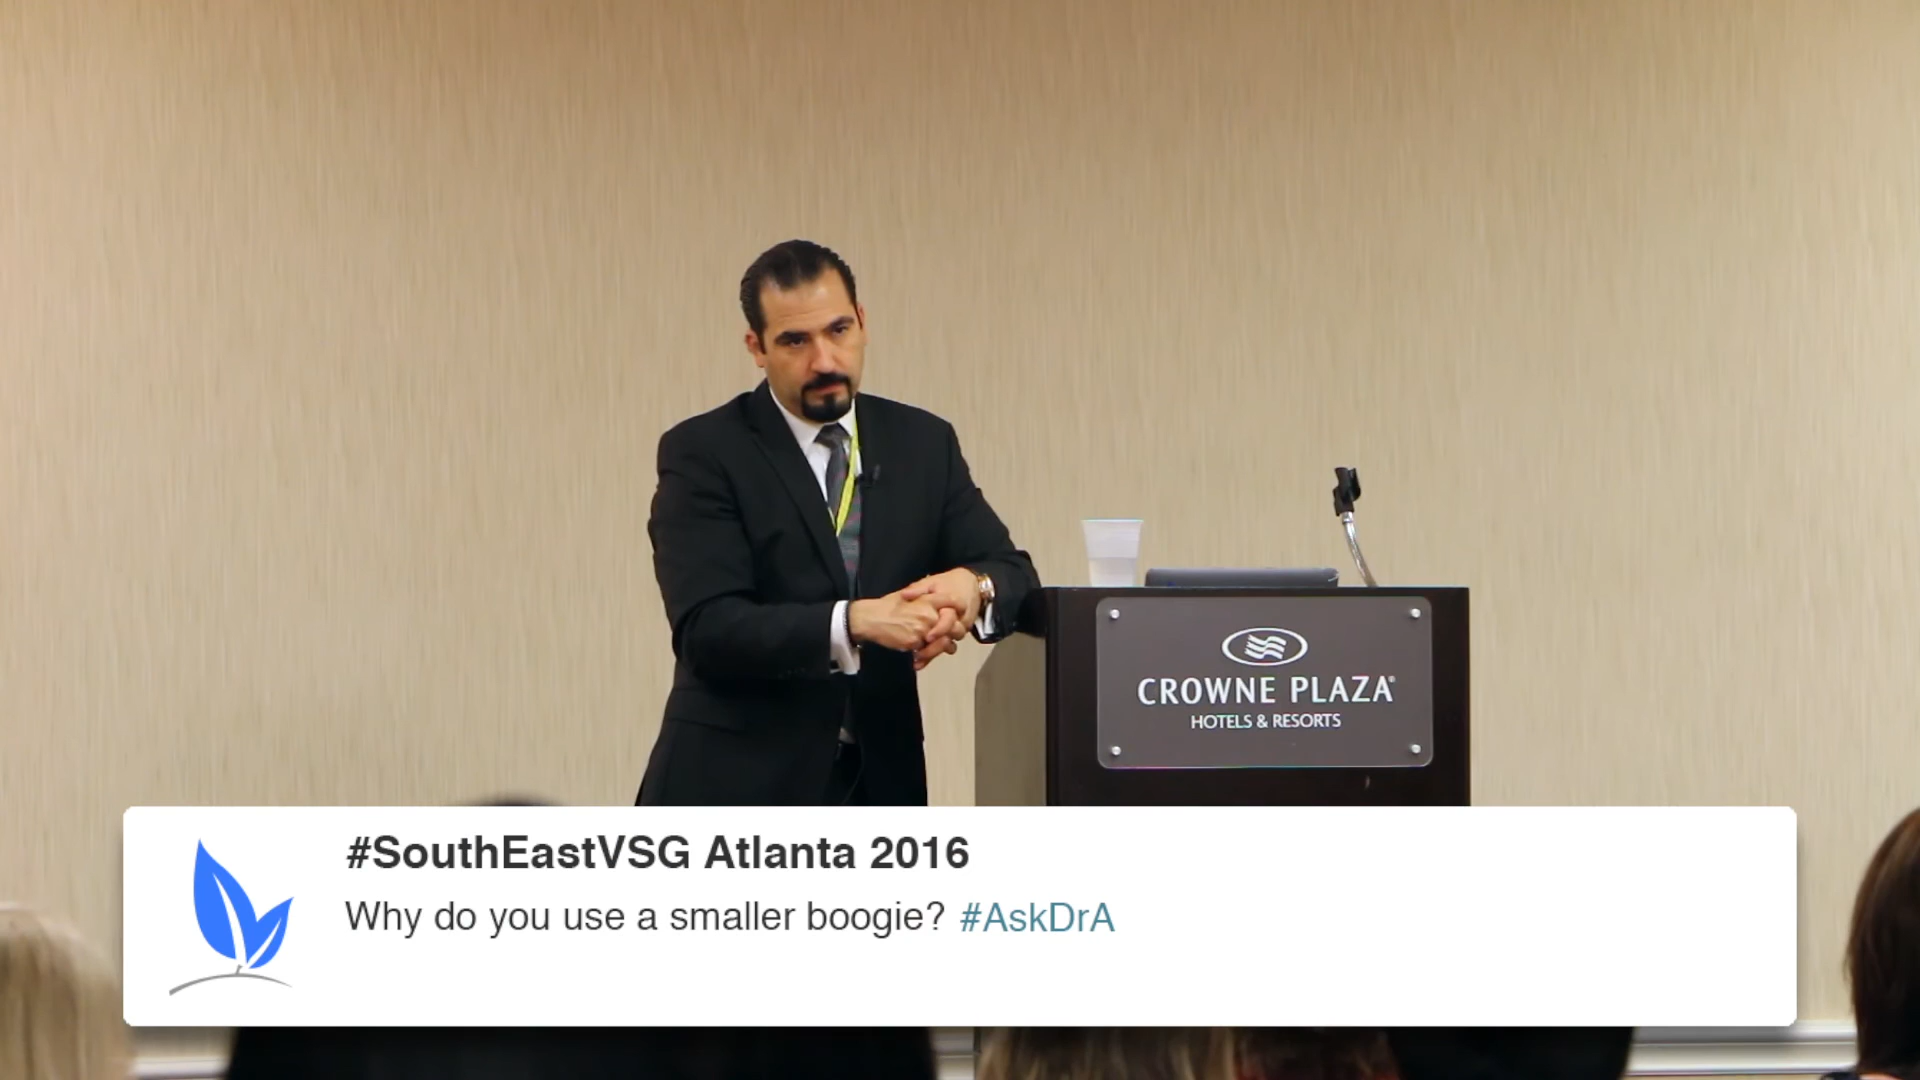 CROWNE PLAZA®
HOTELS & RESORTS
#SouthEastVSG Atlanta 2016
Why do you use a smaller boogie? #AskDrA